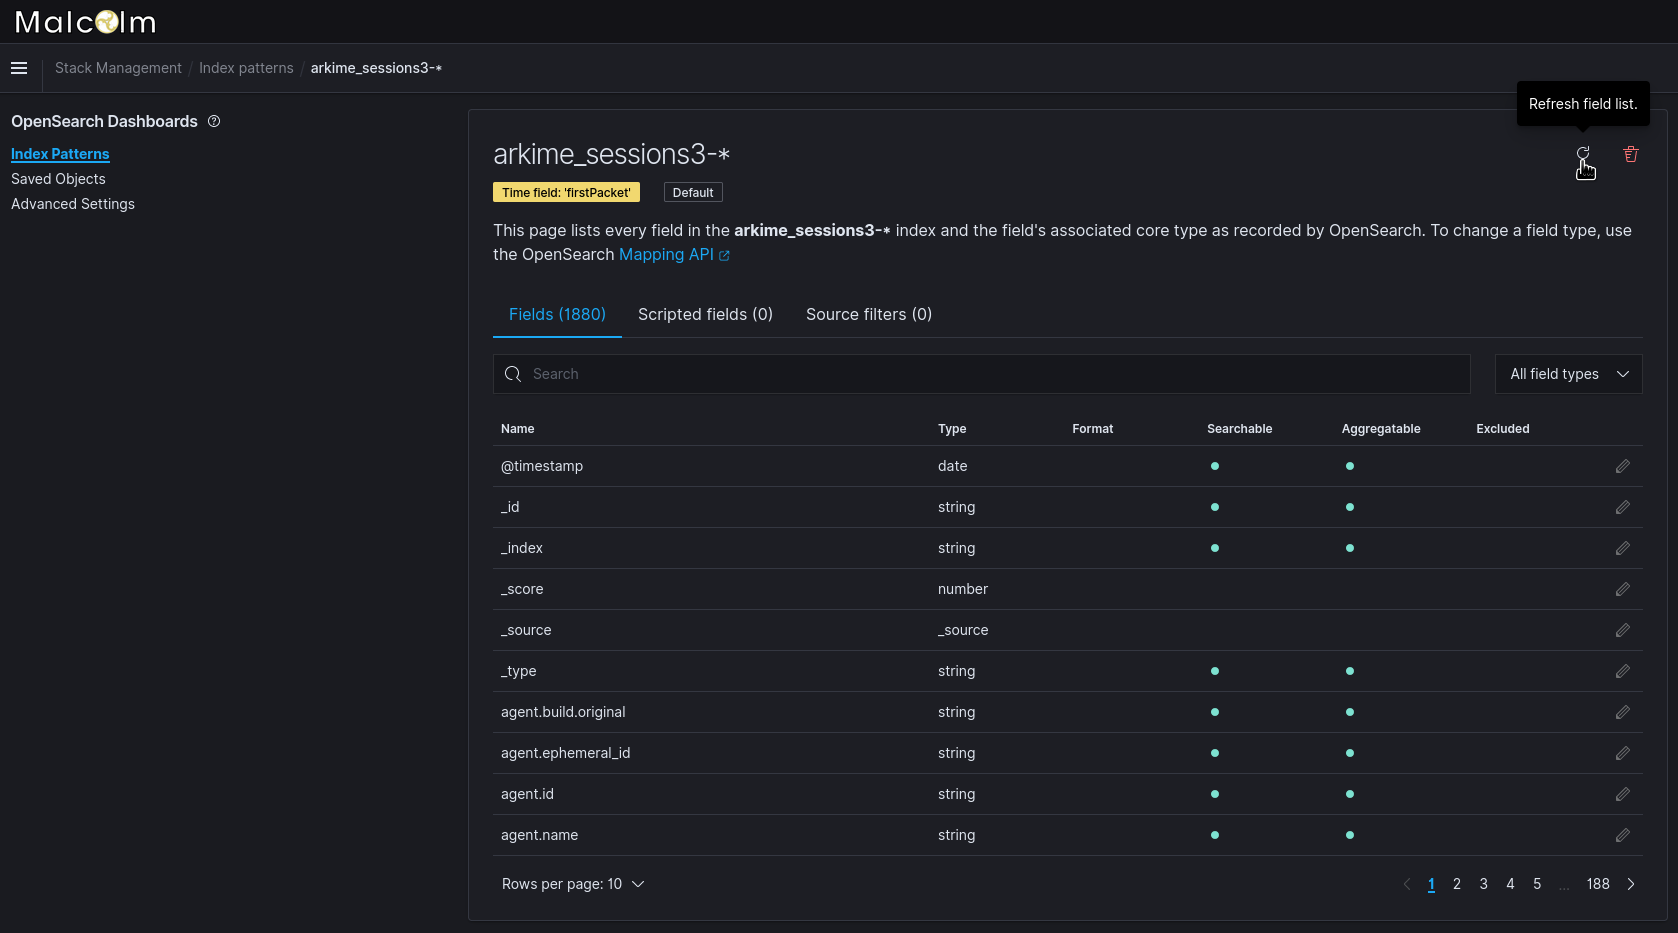 Malcolm
Stack Management / Index patterns / arkime_sessions3-*
Refresh field list.
OpenSearch Dashboards
Index Patterns
Saved Objects
Advanced Settings
arkime_sessions3-*
Time field: 'firstPacket' Default
This page lists every field in the arkime_sessions3-* index and the field's associated core type as recorded by OpenSearch. To change a field type, use
the OpenSearch Mapping API
Fields (1880) Scripted fields (0) Source filters (0)
Search All field types
Name Type Format Searchable Aggregatable Excluded
@timestamp date
_id string
_index string
_score number
_source _source
_type string
agent.build.original string
agent.ephemeral_id string
agent.id string
agent.name string
Rows per page: 10 1 2 3 4 5 ... 188